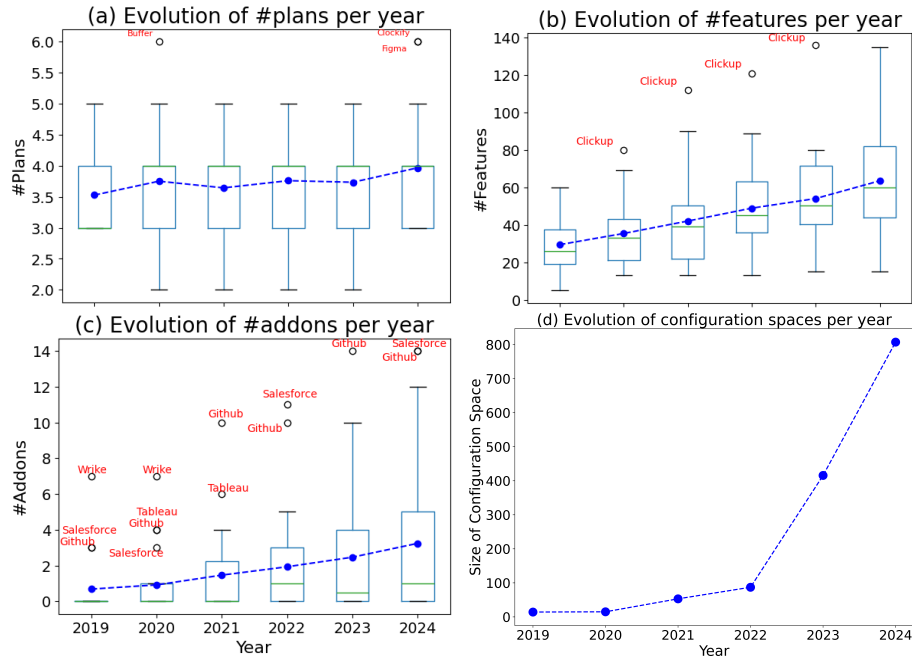 (a) Evolution of #plans per year
#Plans
6.0
5.5
5.0
4.5
4.0
3.5
3.0
2.5
2.0
Buffer
Clockify
Figma
(b) Evolution of #features per year
#Features
140
120
100
80
60
40
20
0
Clickup
Clickup
Clickup
Clickup
(c) Evolution of #addons per year
#Addons
14
12
10
8
6
4
2
0
Wrike
Salesforce
Github
Wrike
Tableau
Github
Salesforce
Github
Tableau
Salesforce
Github
Github
Salesforce
Github
2019
2020
2021
2022
2023
2024
Year
(d) Evolution of configuration spaces per year
Size of Configuration Space
800
700
600
500
400
300
200
100
0
2019
2020
2021
2022
2023
2024
Year